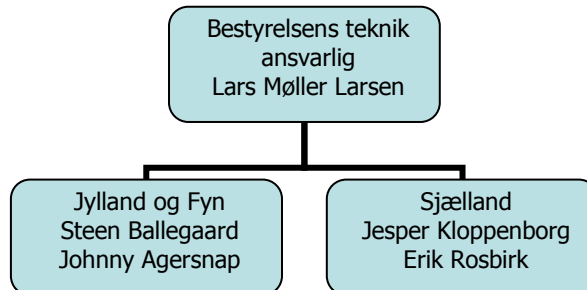 Bestyrelsens teknik
ansvarlig
Lars Møller Larsen
Jylland og Fyn
Steen Ballegaard
Johnny Agersnap
Sjælland
Jesper Kloppenborg
Erik Rosbirk